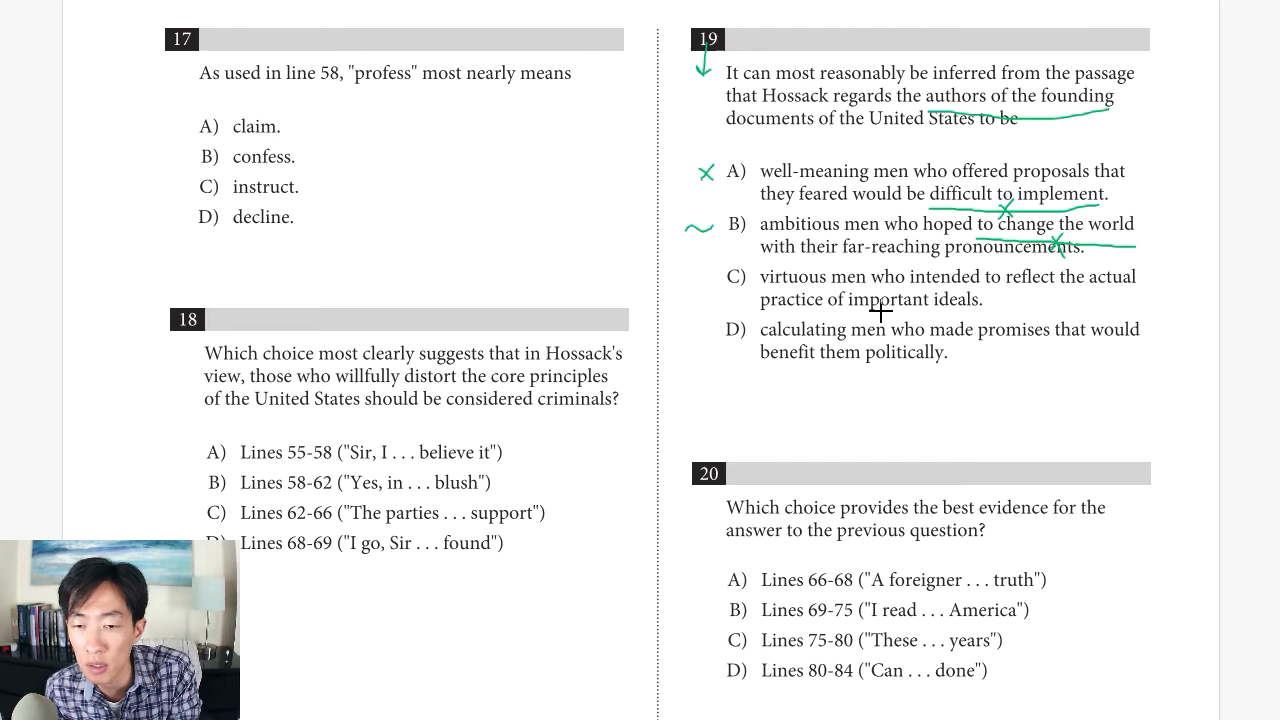 17
As used in line 58, "profess" most nearly means
A) claim.
B) confess.
C) instruct.
D) decline.
18
Which choice most clearly suggests that in Hossack's
view, those who willfully distort the core principles
of the United States should be considered criminals?
A) Lines 55-58 ("Sir, I . . . believe it")
B) Lines 58-62 ("Yes, in . . . blush")
C) Lines 62-66 ("The parties . . . support")
D) Lines 68-69 ("I go, Sir . . . found")
19
It can most reasonably be inferred from the passage
that Hossack regards the authors of the founding
documents of the United States to be
A) well-meaning men who offered proposals that
they feared would be difficult to implement.
B) ambitious men who hoped to change the world
with their far-reaching pronouncements.
C) virtuous men who intended to reflect the actual
practice of important ideals.
D) calculating men who made promises that would
benefit them politically.
20
Which choice provides the best evidence for the
answer to the previous question?
A) Lines 66-68 ("A foreigner . . . truth")
B) Lines 69-75 ("I read . . . America")
C) Lines 75-80 ("These . . . years")
D) Lines 80-84 ("Can . . . done")